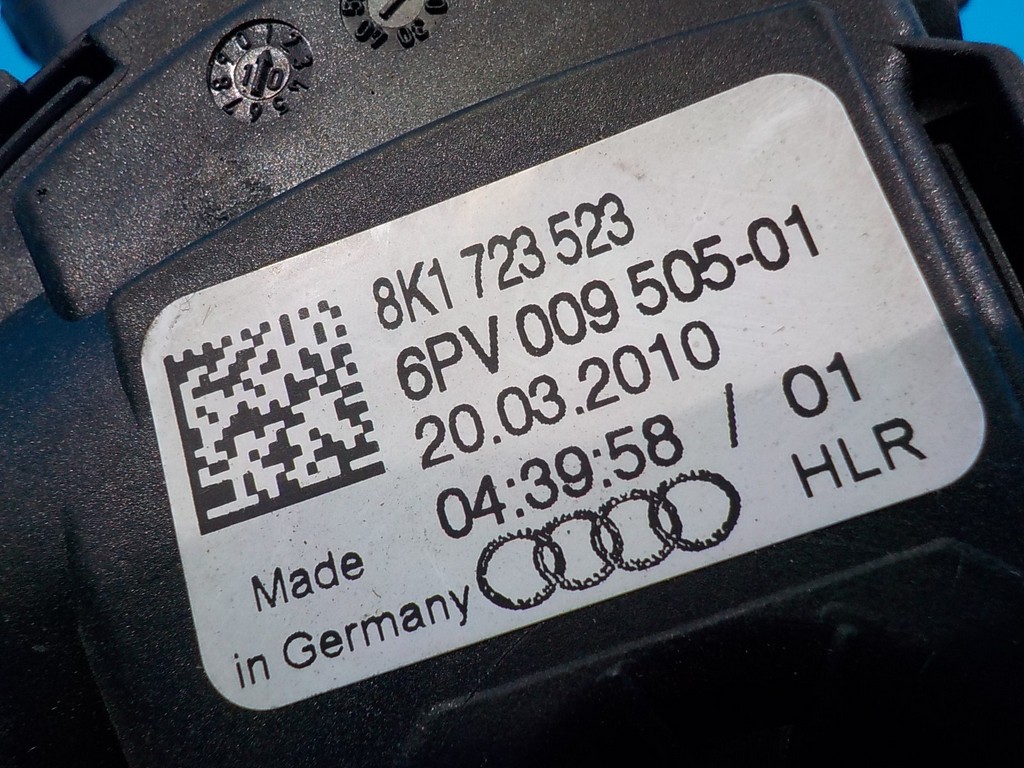 8K1 723 523
6PV 009 505-01
20.03.2010
04:39:58 / 01
HLR
Made
in Germany